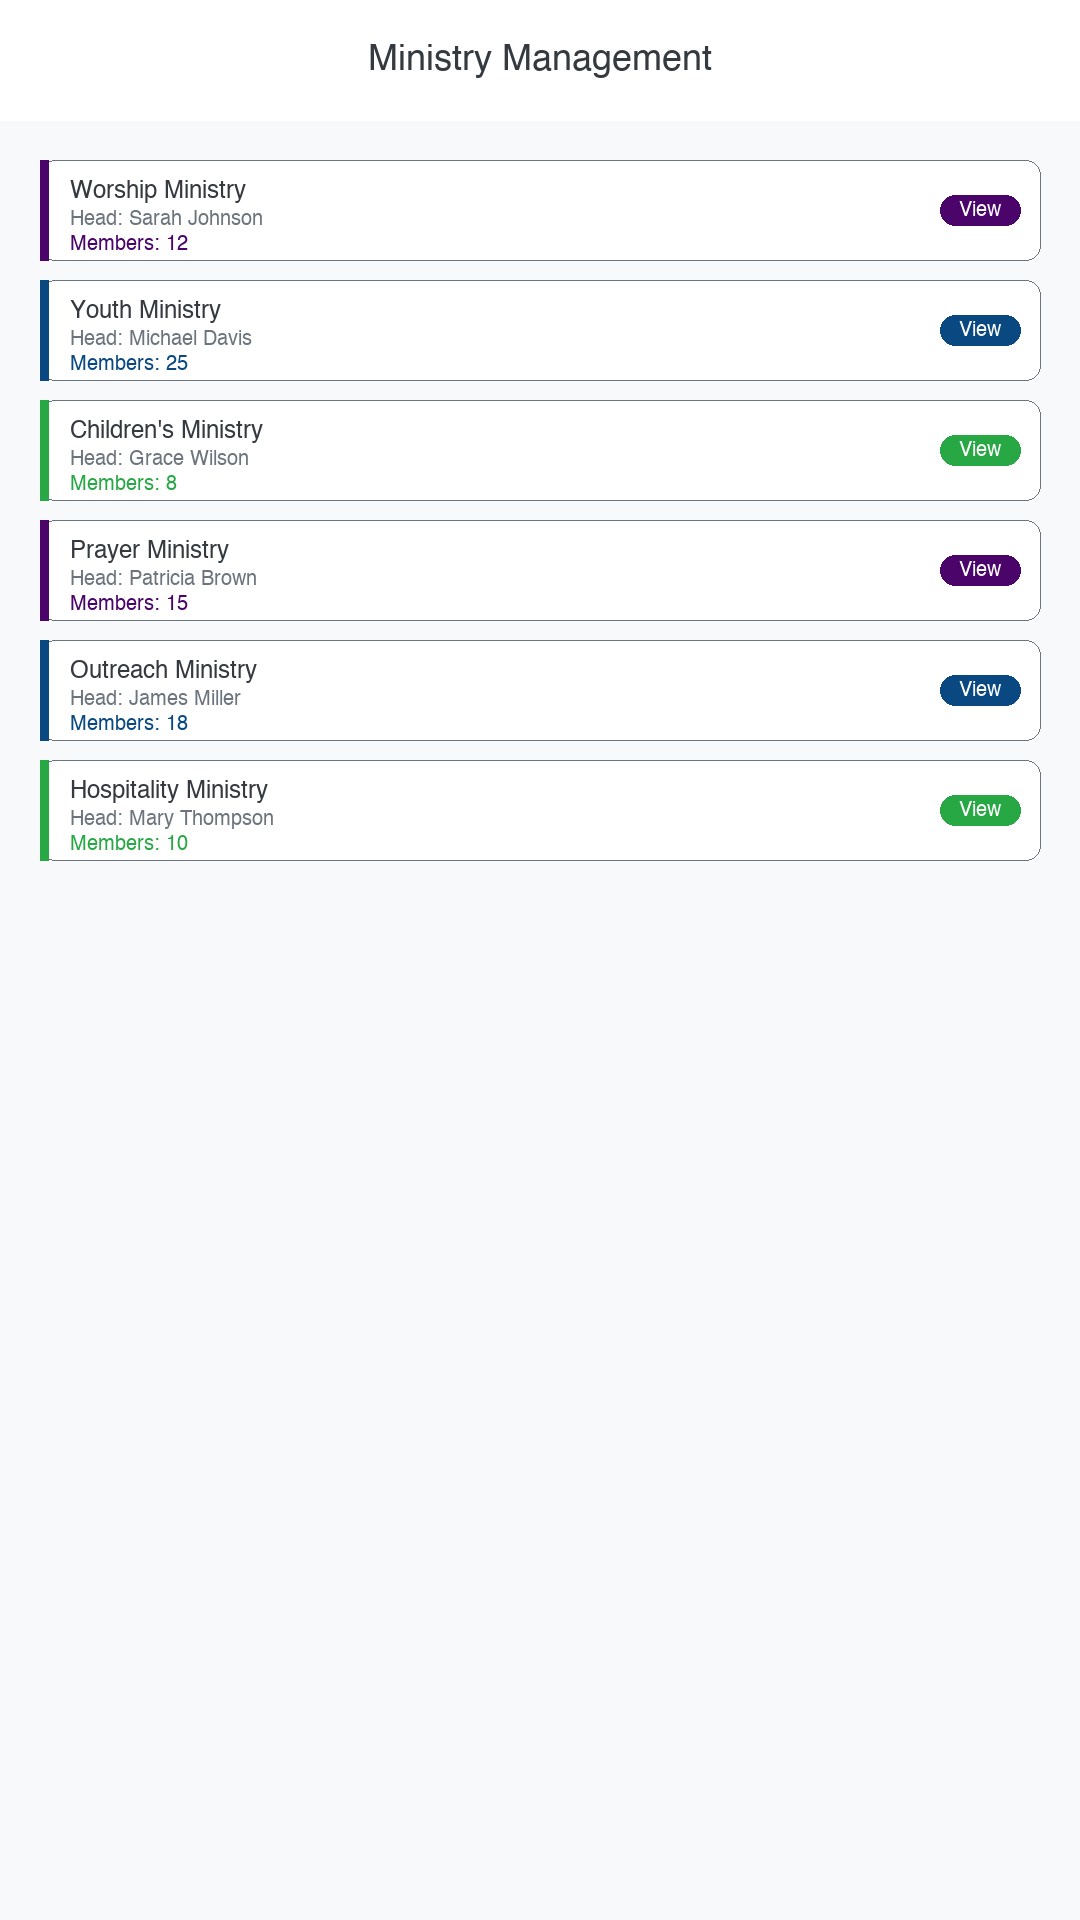 Ministry Management
Worship Ministry
Head: Sarah Johnson
Members: 12
View
Youth Ministry
Head: Michael Davis
Members: 25
View
Children's Ministry
Head: Grace Wilson
Members: 8
View
Prayer Ministry
Head: Patricia Brown
Members: 15
View
Outreach Ministry
Head: James Miller
Members: 18
View
Hospitality Ministry
Head: Mary Thompson
Members: 10
View